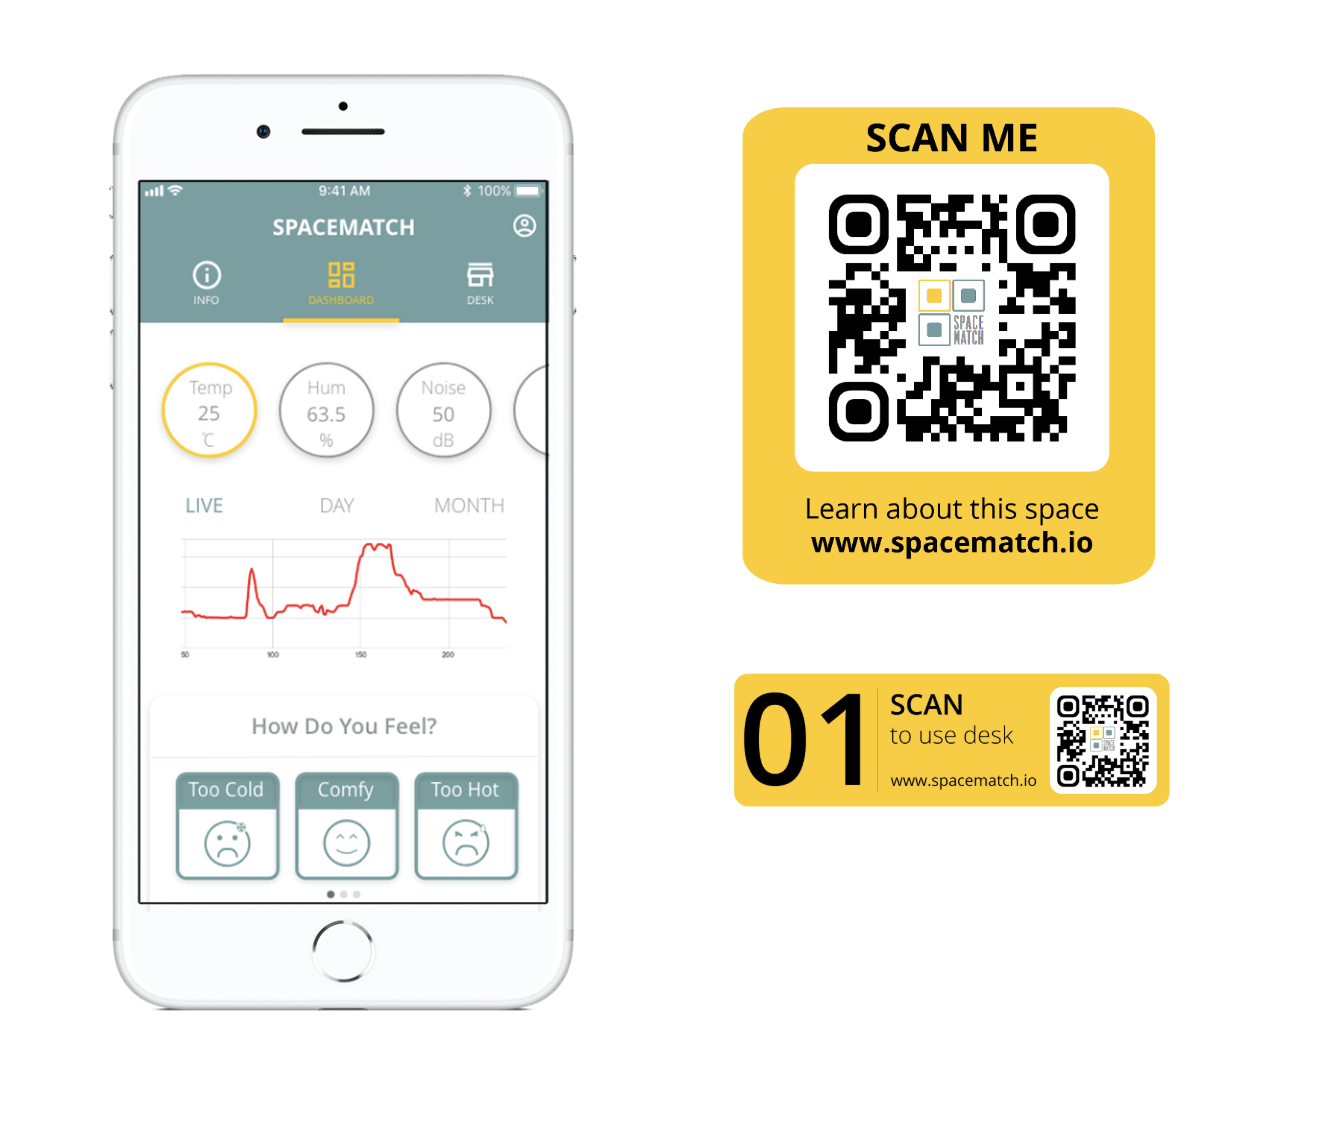 9:41 AM
100%
SPACEMATCH
INFO
DASHBOARD
DESK
Temp
25
°C
Hum
63.5
%
Noise
50
dB
LIVE
DAY
MONTH
50
100
150
200
How Do You Feel?
Too Cold
Comfy
Too Hot
SCAN ME
SPACE
MATCH
Learn about this space
www.spacematch.io
01
SCAN
to use desk
www.spacematch.io
SPACE
MATCH